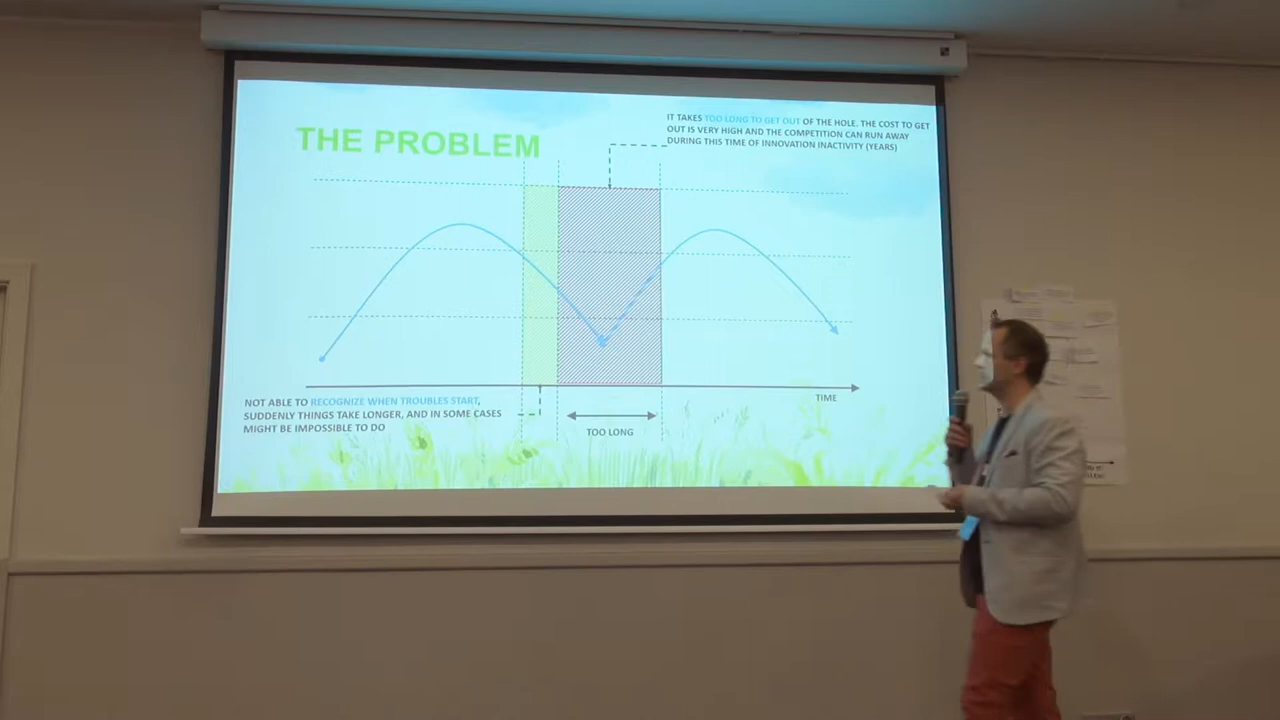 THE PROBLEM
IT TAKES TOO LONG TO GET OUT OF THE HOLE. THE COST TO GET
OUT IS VERY HIGH AND THE COMPETITION CAN RUN AWAY
DURING THIS TIME OF INNOVATION INACTIVITY (YEARS)
NOT ABLE TO RECOGNIZE WHEN TROUBLES START,
SUDDENLY THINGS TAKE LONGER, AND IN SOME CASES
MIGHT BE IMPOSSIBLE TO DO
TIME
TOO LONG